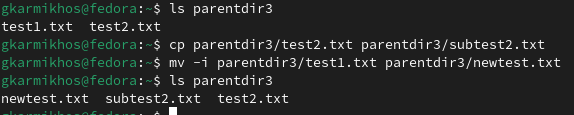 gkarmikhos@fedora:~$ ls parentdir3
test1.txt  test2.txt
gkarmikhos@fedora:~$ cp parentdir3/test2.txt parentdir3/subtest2.txt
gkarmikhos@fedora:~$ mv -i parentdir3/test1.txt parentdir3/newtest.txt
gkarmikhos@fedora:~$ ls parentdir3
newtest.txt  subtest2.txt  test2.txt
gkarmikhos@fedora:~$